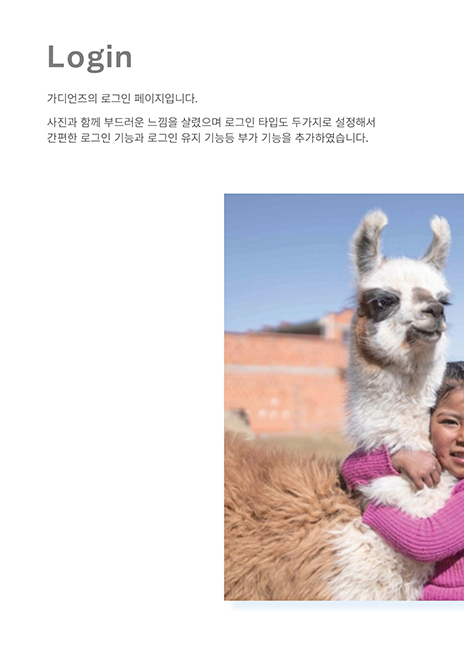 Login
가디언즈의 로그인 페이지입니다.
사진과 함께 부드러운 느낌을 살렸으며 로그인 타입도 두가지로 설정해서
간편한 로그인 기능과 로그인 유지 기능등 부가 기능을 추가하였습니다.